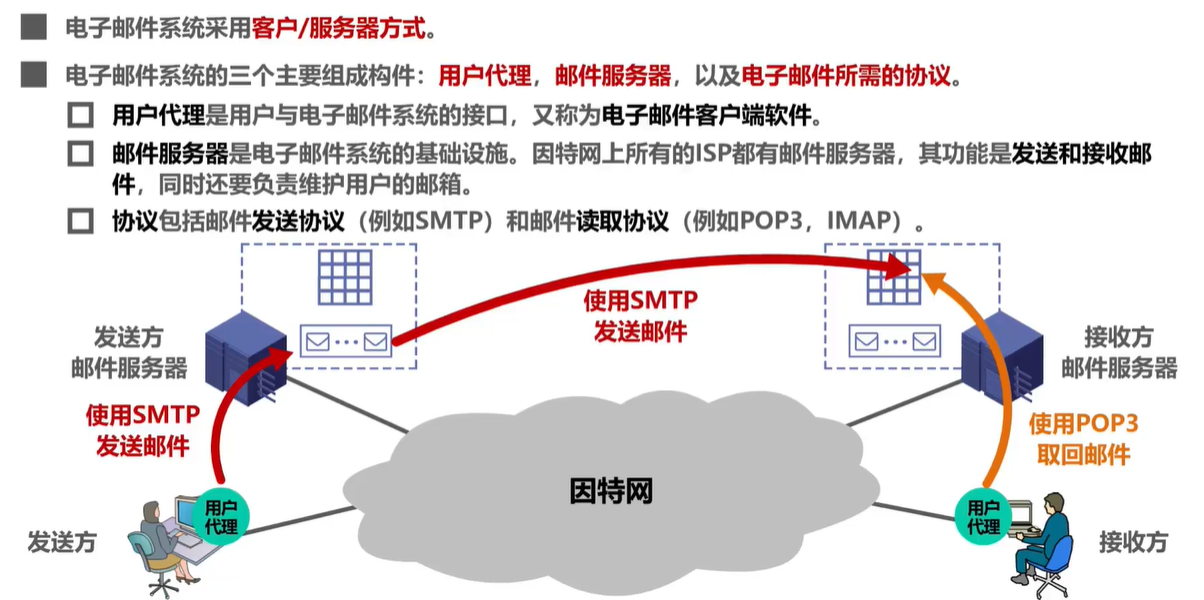 电子邮件系统采用客户/服务器方式。
电子邮件系统的三个主要组成构件：用户代理，邮件服务器，以及电子邮件所需的协议。
用户代理是用户与电子邮件系统的接口，又称为电子邮件客户端软件。
邮件服务器是电子邮件系统的基础设施。因特网上所有的ISP都有邮件服务器，其功能是发送和接收邮
件，同时还要负责维护用户的邮箱。
协议包括邮件发送协议（例如SMTP）和邮件读取协议（例如POP3，IMAP）。
使用SMTP
发送邮件
发送方
邮件服务器
接收方
邮件服务器
使用SMTP
发送邮件
使用POP3
取回邮件
因特网
用户
代理
用户
代理
发送方
接收方